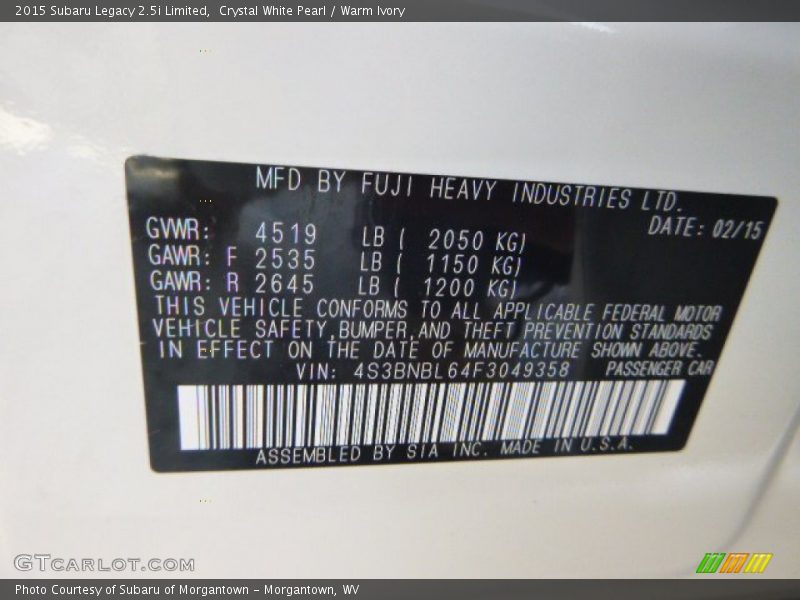 2015 Subaru Legacy 2.5i Limited, Crystal White Pearl / Warm Ivory
MFD BY FUJI HEAVY INDUSTRIES LTD.
DATE: 02/15
GVWR: 4519 LB ( 2050 KG)
GAWR: F 2535 LB ( 1150 KG)
GAWR: R 2645 LB ( 1200 KG)
THIS VEHICLE CONFORMS TO ALL APPLICABLE FEDERAL MOTOR
VEHICLE SAFETY,BUMPER,AND THEFT PREVENTION STANDARDS
IN EFFECT ON THE DATE OF MANUFACTURE SHOWN ABOVE.
VIN: 4S3BNBL64F3049358 PASSENGER CAR
ASSEMBLED BY SIA INC. MADE IN U.S.A.
GTCARLOT.COM
Photo Courtesy of Subaru of Morgantown - Morgantown, WV